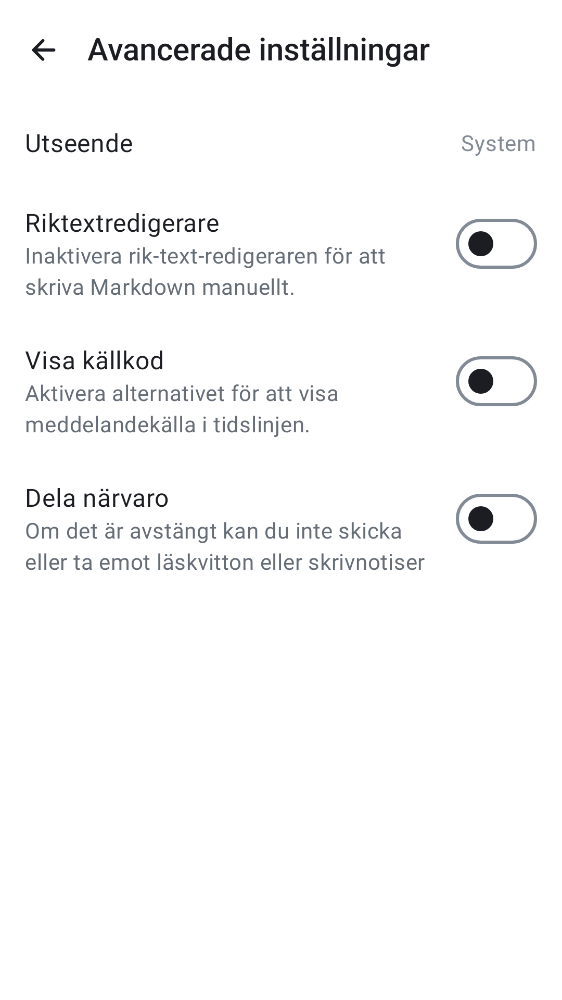 Avancerade inställningar
Utseende
System
Riktextredigerare
Inaktivera rik-text-redigeraren för att
skriva Markdown manuellt.
Visa källkod
Aktivera alternativet för att visa
meddelandekälla i tidslinjen.
Dela närvaro
Om det är avstängt kan du inte skicka
eller ta emot läskvitton eller skrivnotiser